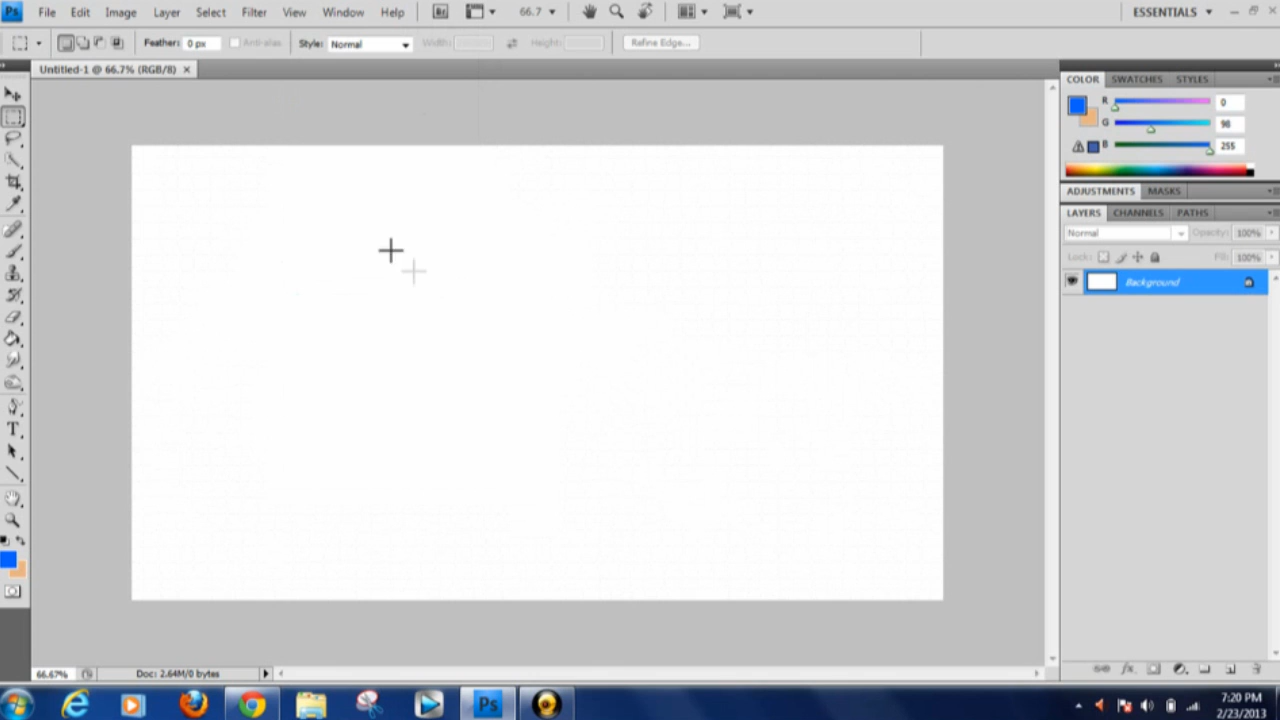 Ps File Edit Image Layer Select Filter View Window Help Br 66.7 ESSENTIALS
Feather: 0 px Anti-alias Style: Normal Width: Height: Refine Edge...
Untitled-1 @ 66.7% (RGB/8) ×
COLOR SWATCHES STYLES
R 0
G 98
B 255
ADJUSTMENTS MASKS
LAYERS CHANNELS PATHS
Normal Opacity: 100%
Lock: Fill: 100%
Background
T
66.67% Doc: 2.64M/0 bytes
fx
Ps
7:20 PM
2/23/2013